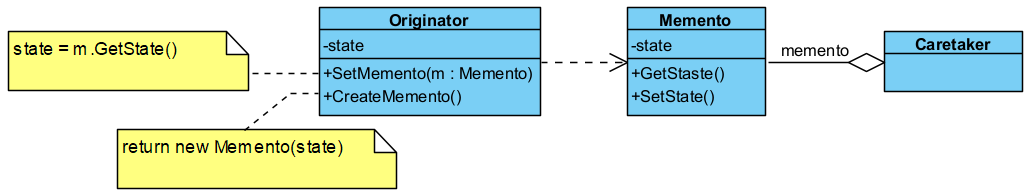 state = m.GetState()
Originator
-state
+SetMemento(m : Memento)
+CreateMemento()
return new Memento(state)
Memento
-state
+GetStaste()
+SetState()
memento
Caretaker